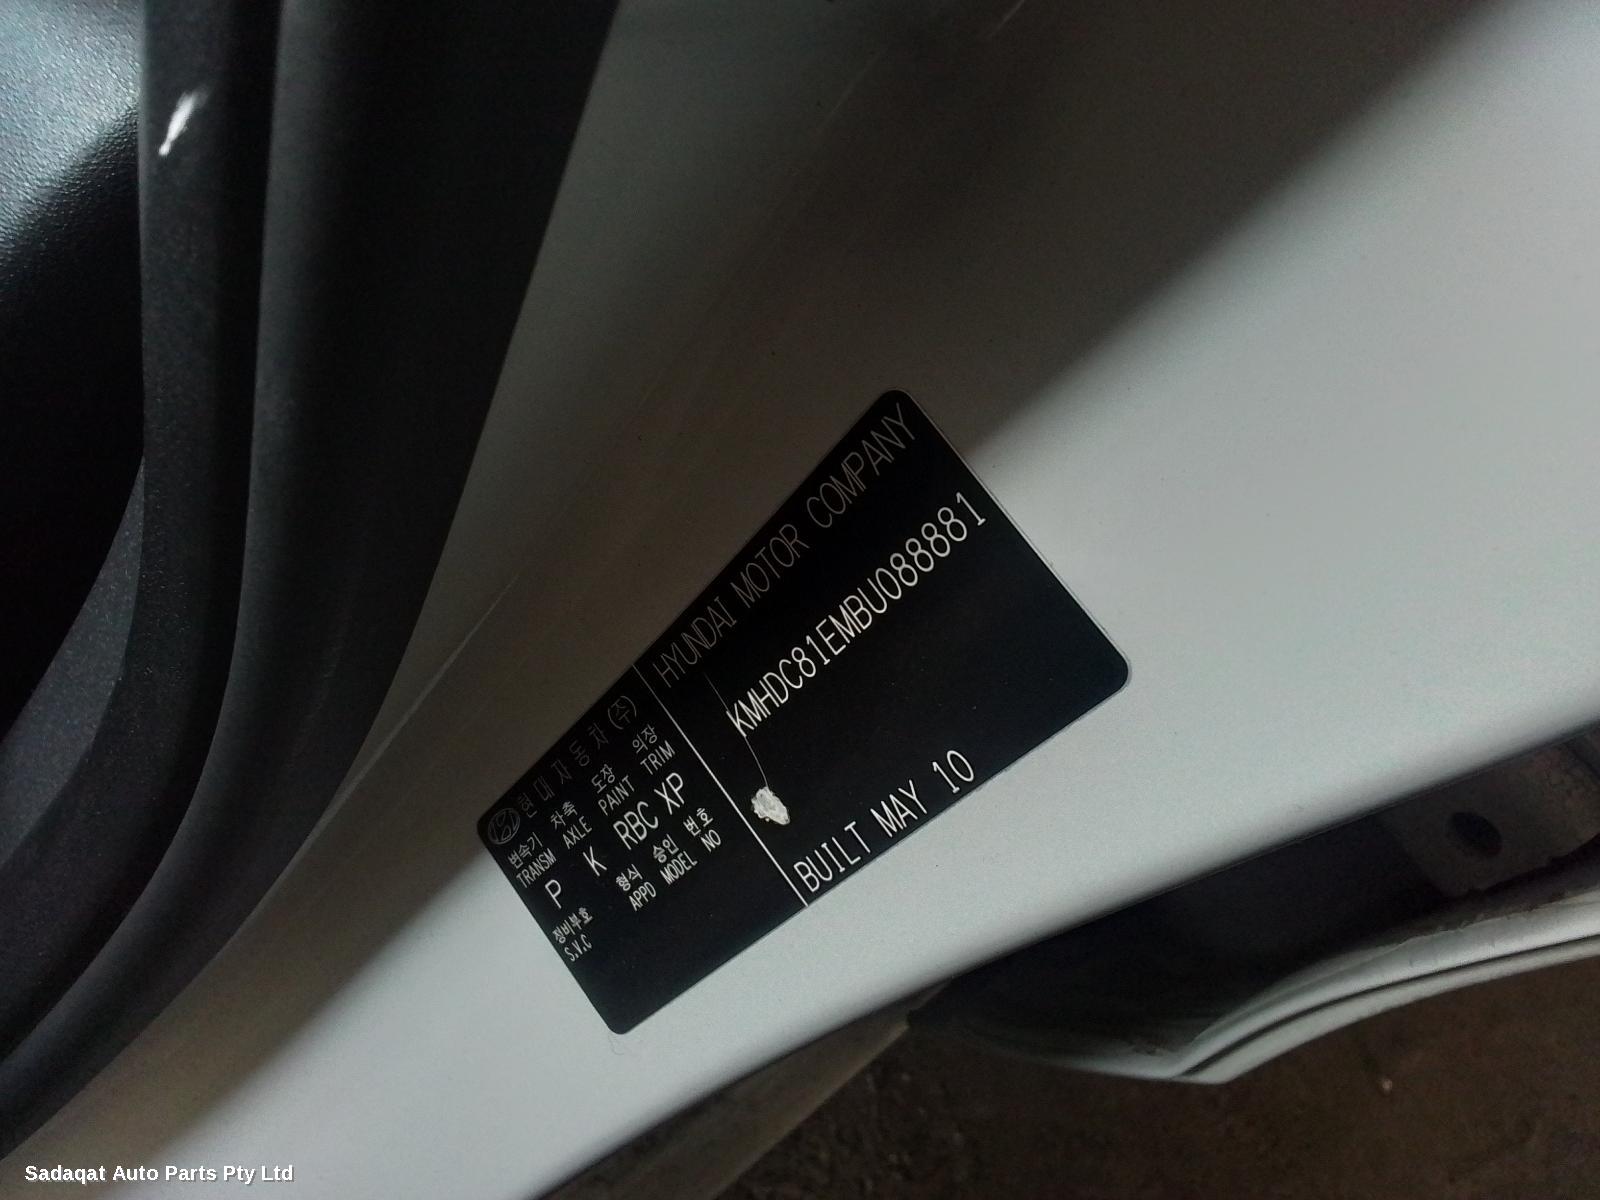 현대자동차(주)
HYUNDAI MOTOR COMPANY
변속기 차축 도장 의장
TRANSM AXLE PAINT TRIM
P K RBC XP
KMHDC81EMBU088881
장비부호 형식 승인 번호
S.V.C APPD MODEL NO
BUILT MAY 10
Sadaqat Auto Parts Pty Ltd